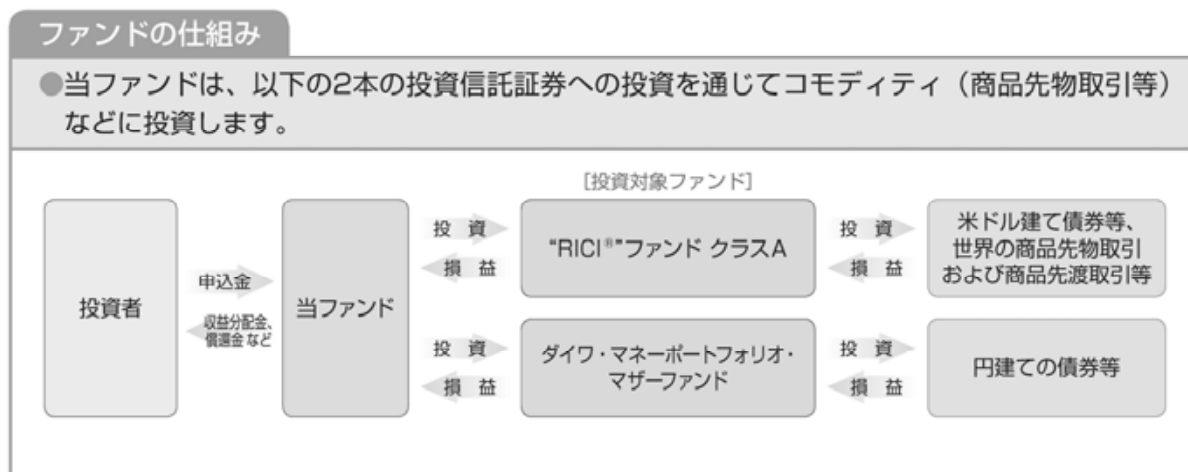 ファンドの仕組み
●当ファンドは、以下の2本の投資信託証券への投資を通じてコモディティ（商品先物取引等）
などに投資します。
［投資対象ファンド］
投資者
申込金
収益分配金、
償還金 など
当ファンド
投 資
損 益
“RICI®”ファンド クラスA
投 資
損 益
米ドル建て債券等、
世界の商品先物取引
および商品先渡取引等
投 資
損 益
ダイワ・マネーポートフォリオ・
マザーファンド
投 資
損 益
円建ての債券等